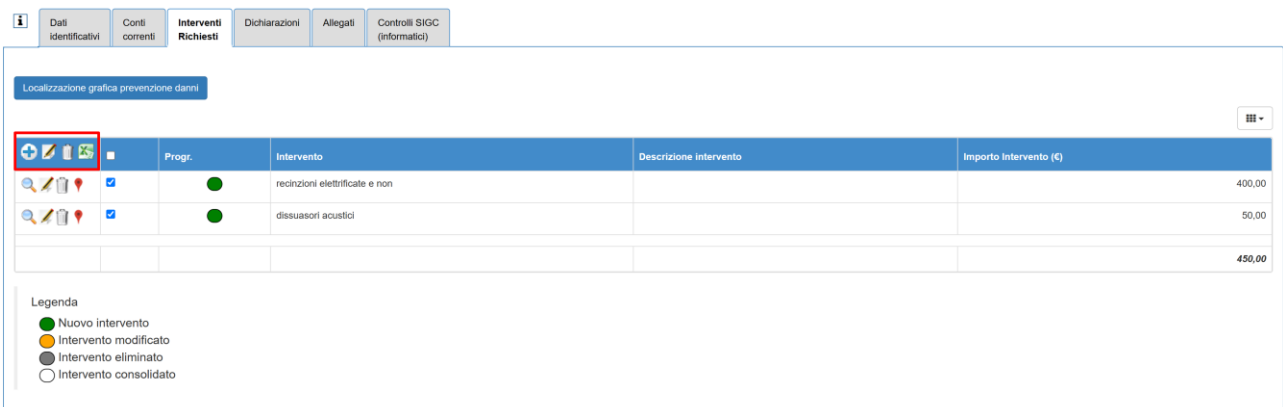 i
Dati identificativi
Conti correnti
Interventi Richiesti
Dichiarazioni
Allegati
Controlli SIGC (informatici)
Localizzazione grafica prevenzione danni
Progr. Intervento Descrizione intervento Importo Intervento (€)
recinzioni elettrificate e non 400,00
dissuasori acustici 50,00
450,00
Legenda
Nuovo intervento
Intervento modificato
Intervento eliminato
Intervento consolidato